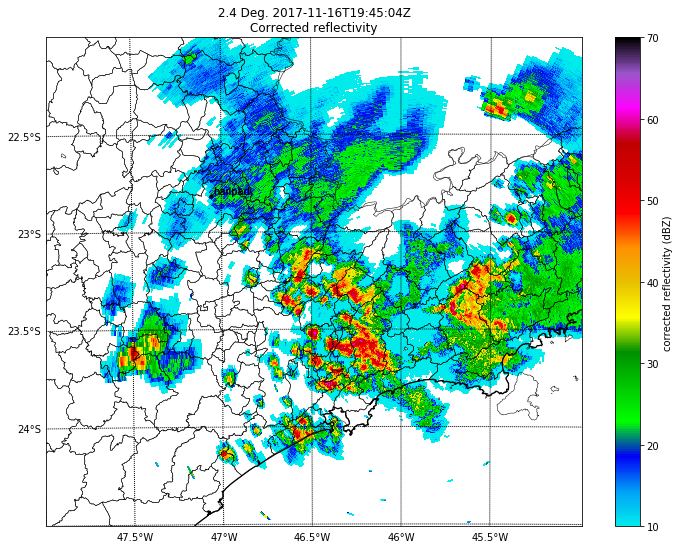 2.4 Deg. 2017-11-16T19:45:04Z
Corrected reflectivity
22.5°S
23°S
23.5°S
24°S
47.5°W
47°W
46.5°W
46°W
45.5°W
70
60
50
40
30
20
10
corrected reflectivity (dBZ)